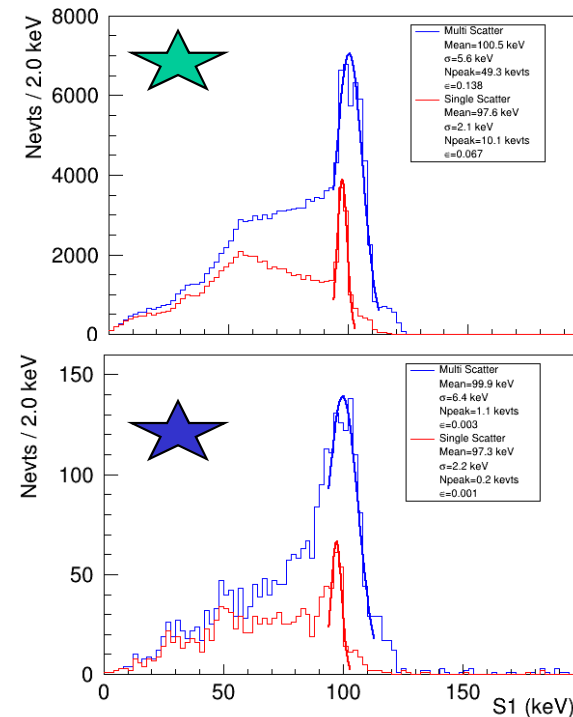 Nevts / 2.0 keV
8000
6000
4000
2000
0
Multi Scatter
Mean=100.5 keV
σ=5.6 keV
Npeak=49.3 kevts
ϵ=0.138
Single Scatter
Mean=97.6 keV
σ=2.1 keV
Npeak=10.1 kevts
ϵ=0.067
Nevts / 2.0 keV
150
100
50
0
Multi Scatter
Mean=99.9 keV
σ=6.4 keV
Npeak=1.1 kevts
ϵ=0.003
Single Scatter
Mean=97.3 keV
σ=2.2 keV
Npeak=0.2 kevts
ϵ=0.001
0 50 100 150
S1 (keV)